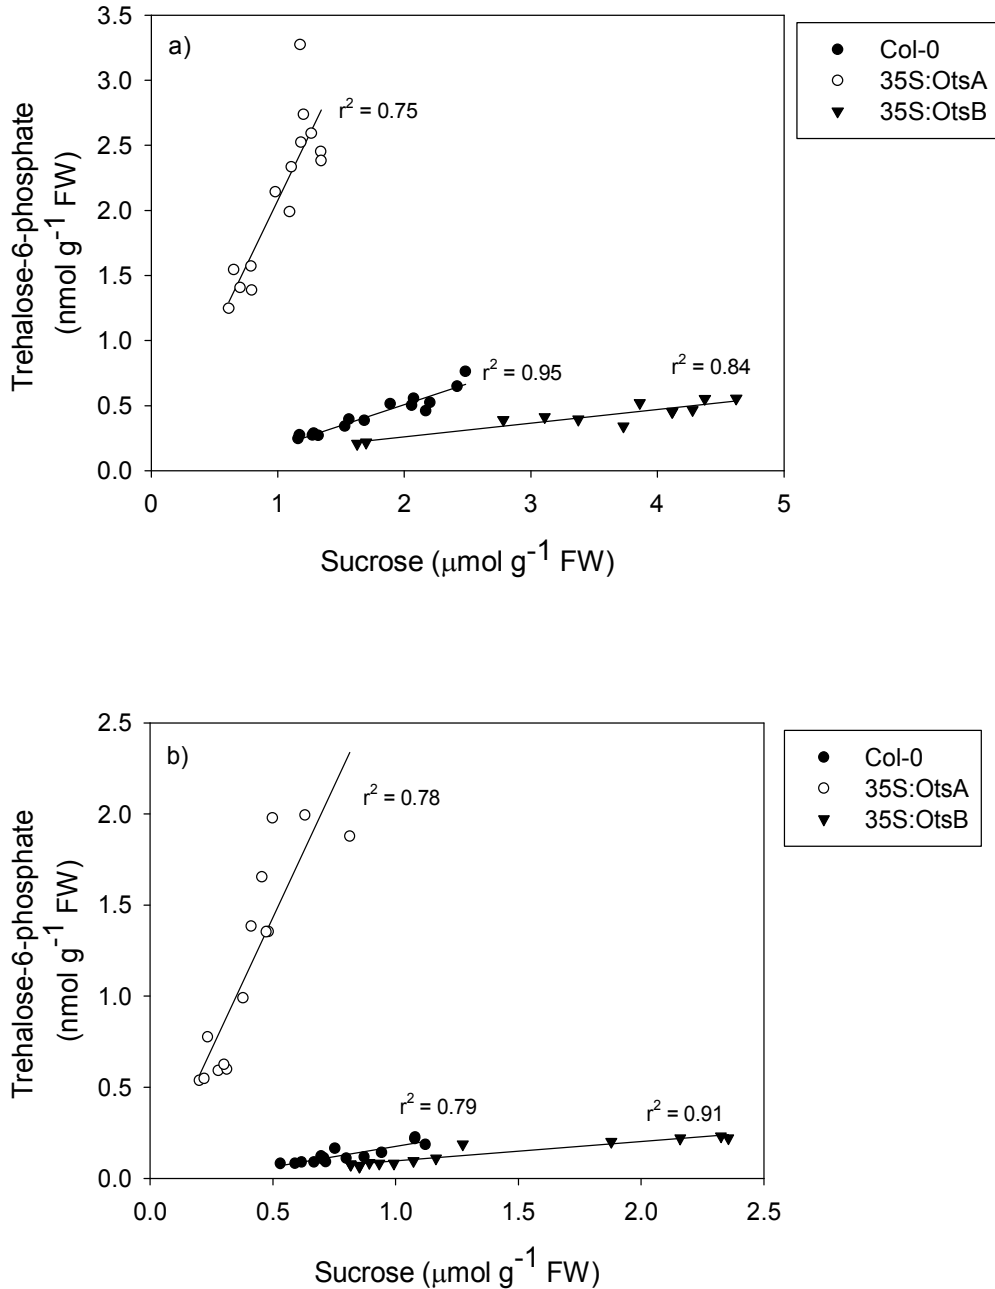 a)
Col-0
35S:OtsA
35S:OtsB
3.5
3.0
2.5
2.0
1.5
1.0
0.5
0.0
Trehalose-6-phosphate
(nmol g-1 FW)
r2 = 0.75
r2 = 0.95
r2 = 0.84
0 1 2 3 4 5
Sucrose (μmol g-1 FW)
b)
Col-0
35S:OtsA
35S:OtsB
2.5
2.0
1.5
1.0
0.5
0.0
Trehalose-6-phosphate
(nmol g-1 FW)
r2 = 0.78
r2 = 0.79
r2 = 0.91
0.0 0.5 1.0 1.5 2.0 2.5
Sucrose (μmol g-1 FW)